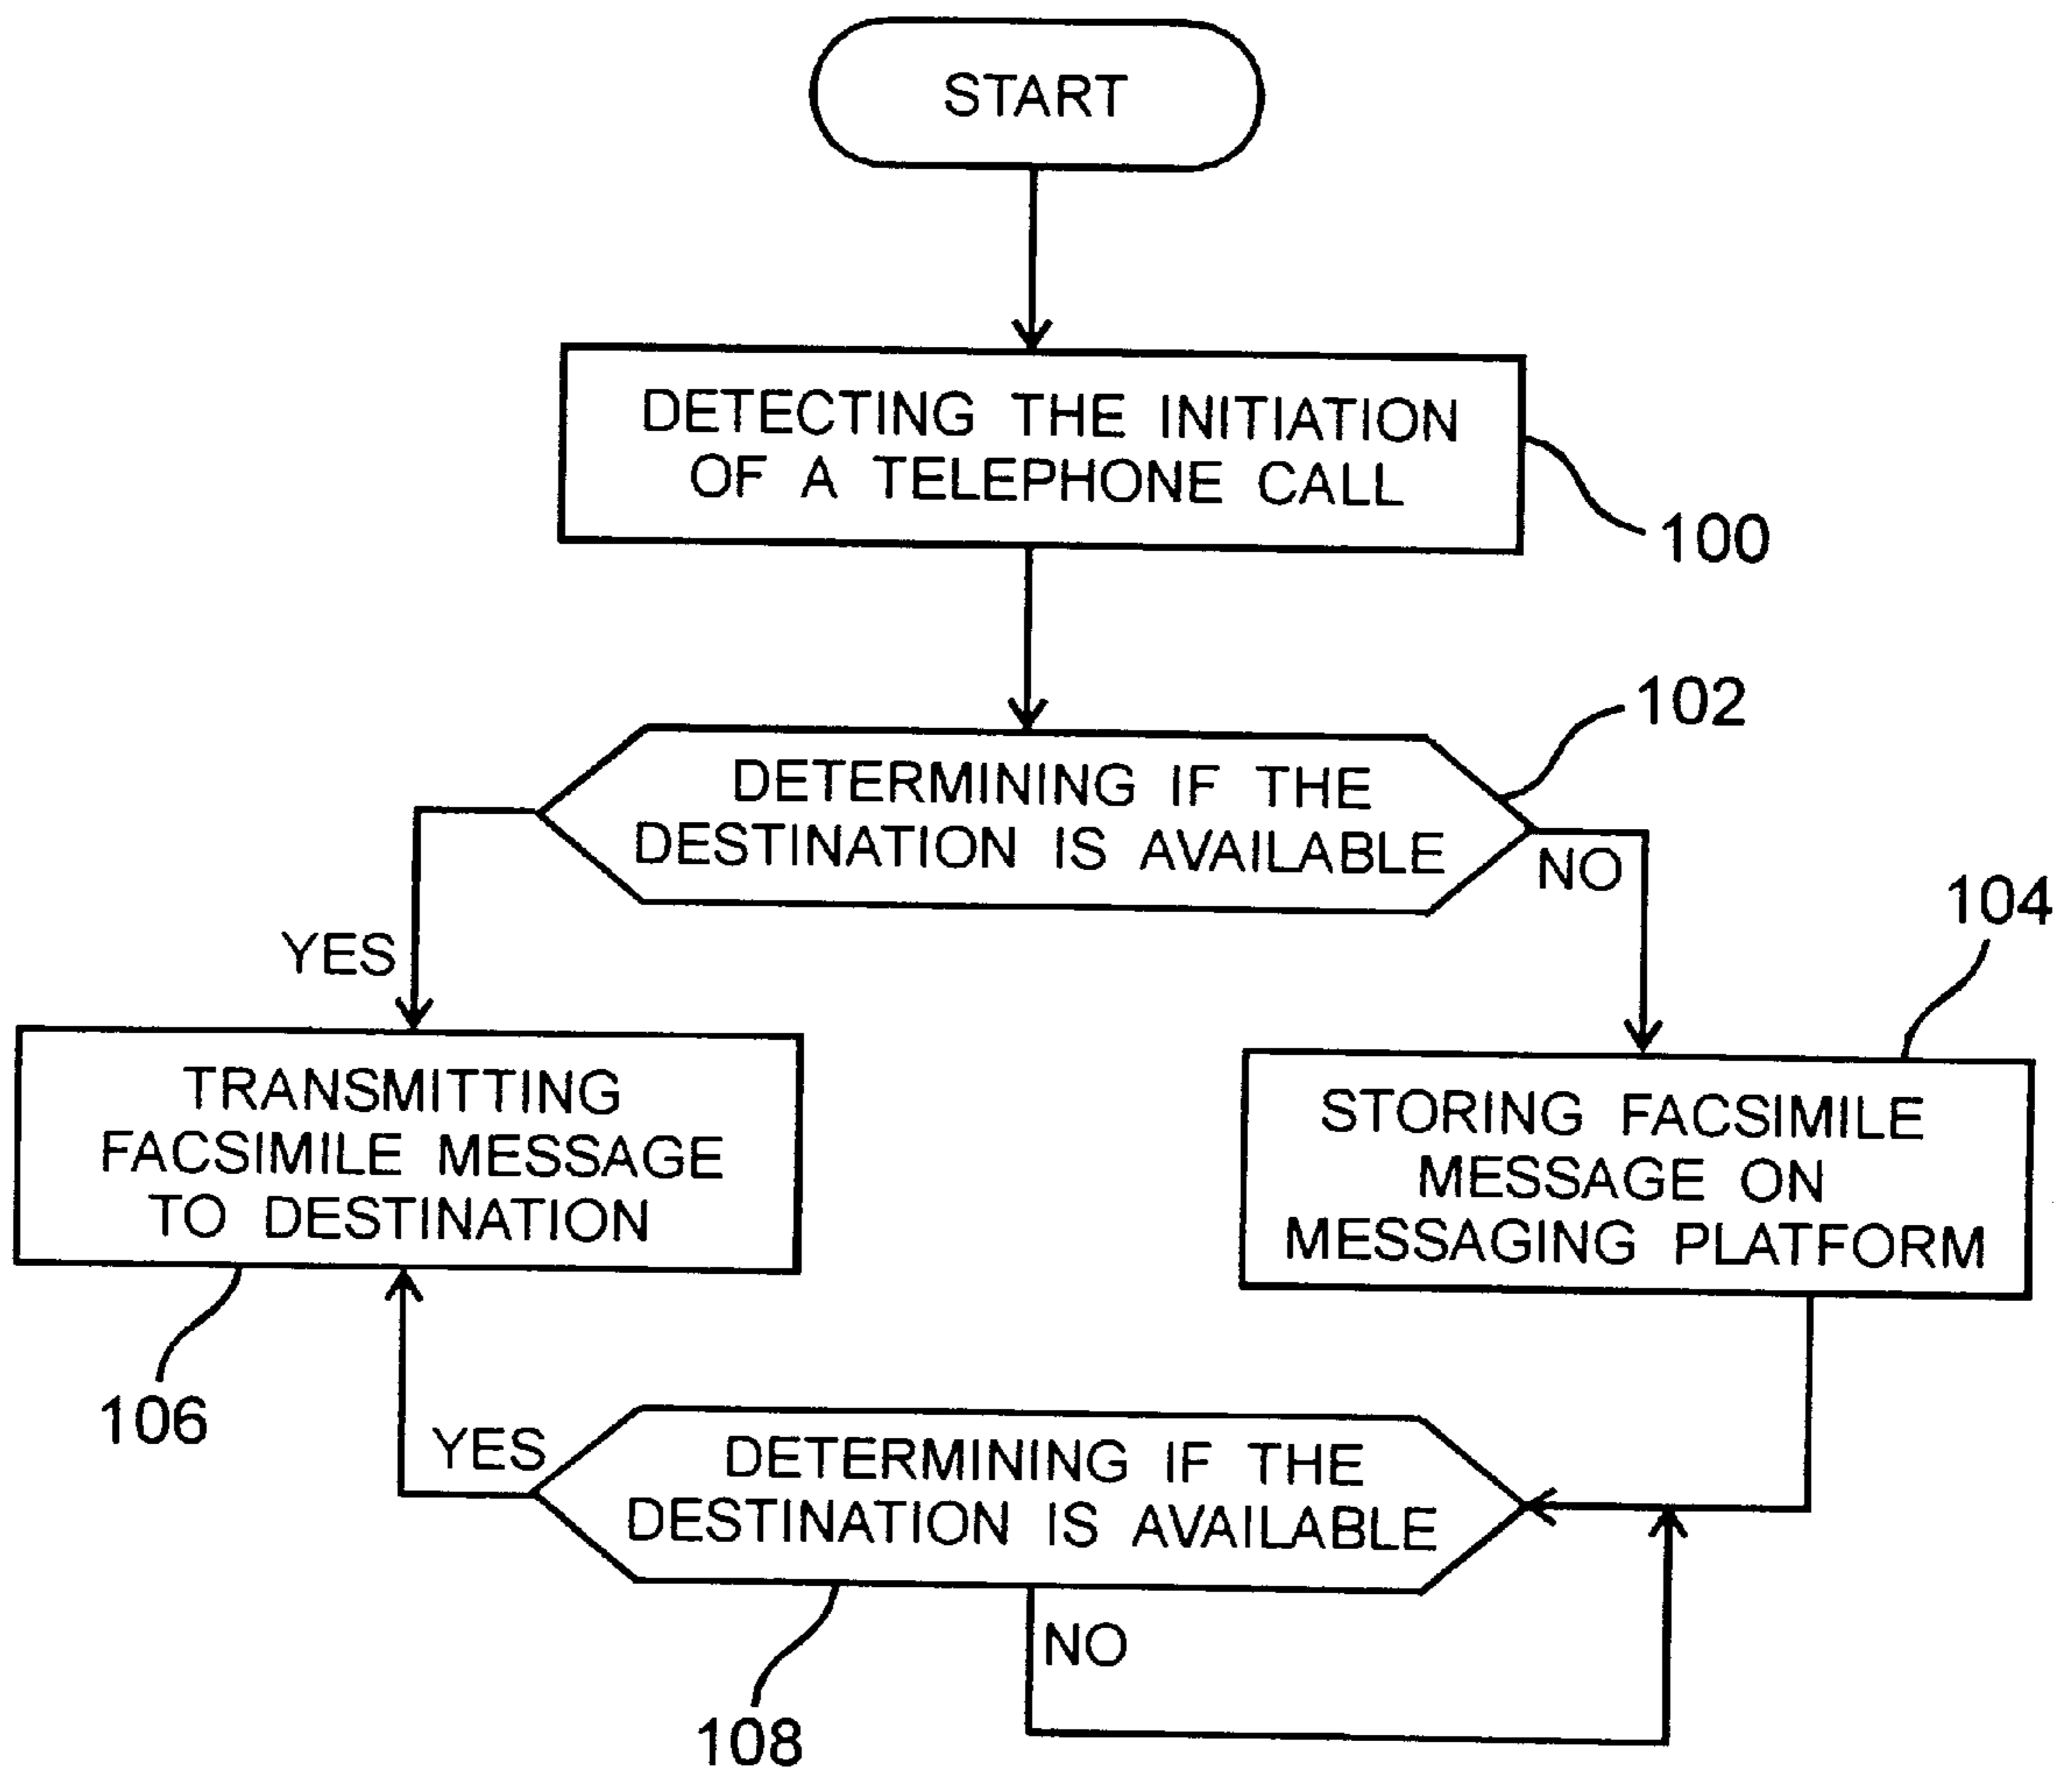 START
DETECTING THE INITIATION
OF A TELEPHONE CALL
100
102
DETERMINING IF THE
DESTINATION IS AVAILABLE
NO
104
YES
TRANSMITTING
FACSIMILE MESSAGE
TO DESTINATION
STORING FACSIMILE
MESSAGE ON
MESSAGING PLATFORM
106
YES
DETERMINING IF THE
DESTINATION IS AVAILABLE
NO
108